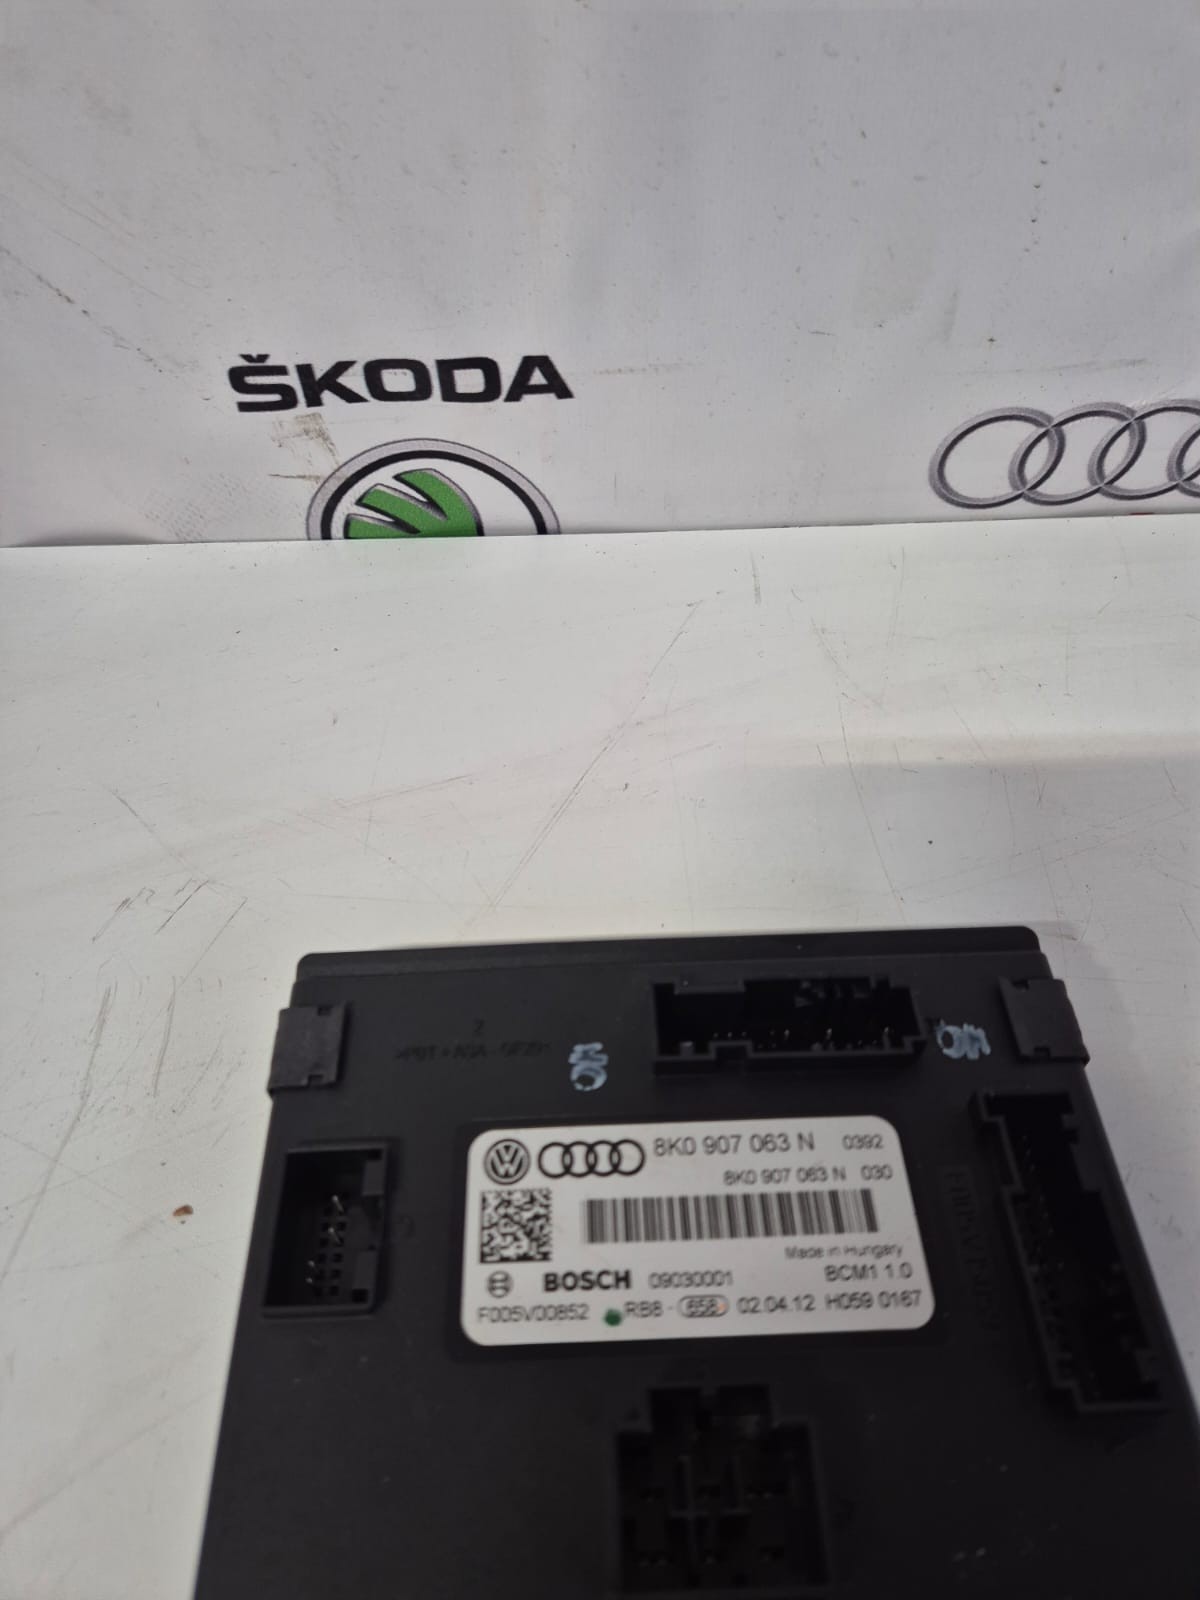 ŠKODA
8K0 907 063 N 0392
8K0 907 063 N 030
Made in Hungary
BOSCH 09030001 BCM1 1.0
F005V00852 RB8 - 658 02.04.12 H059 0167